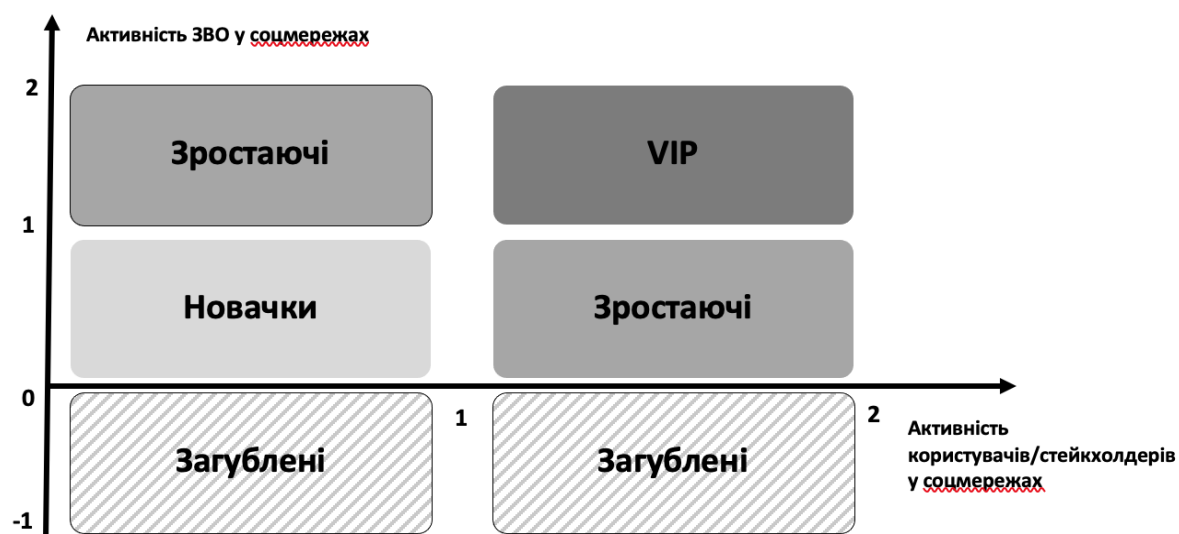 Активність ЗВО у соцмережах
2
Зростаючі
VIP
1
Новачки
Зростаючі
0
1
2
Активність
користувачів/стейкхолдерів
у соцмережах
Загублені
Загублені
-1